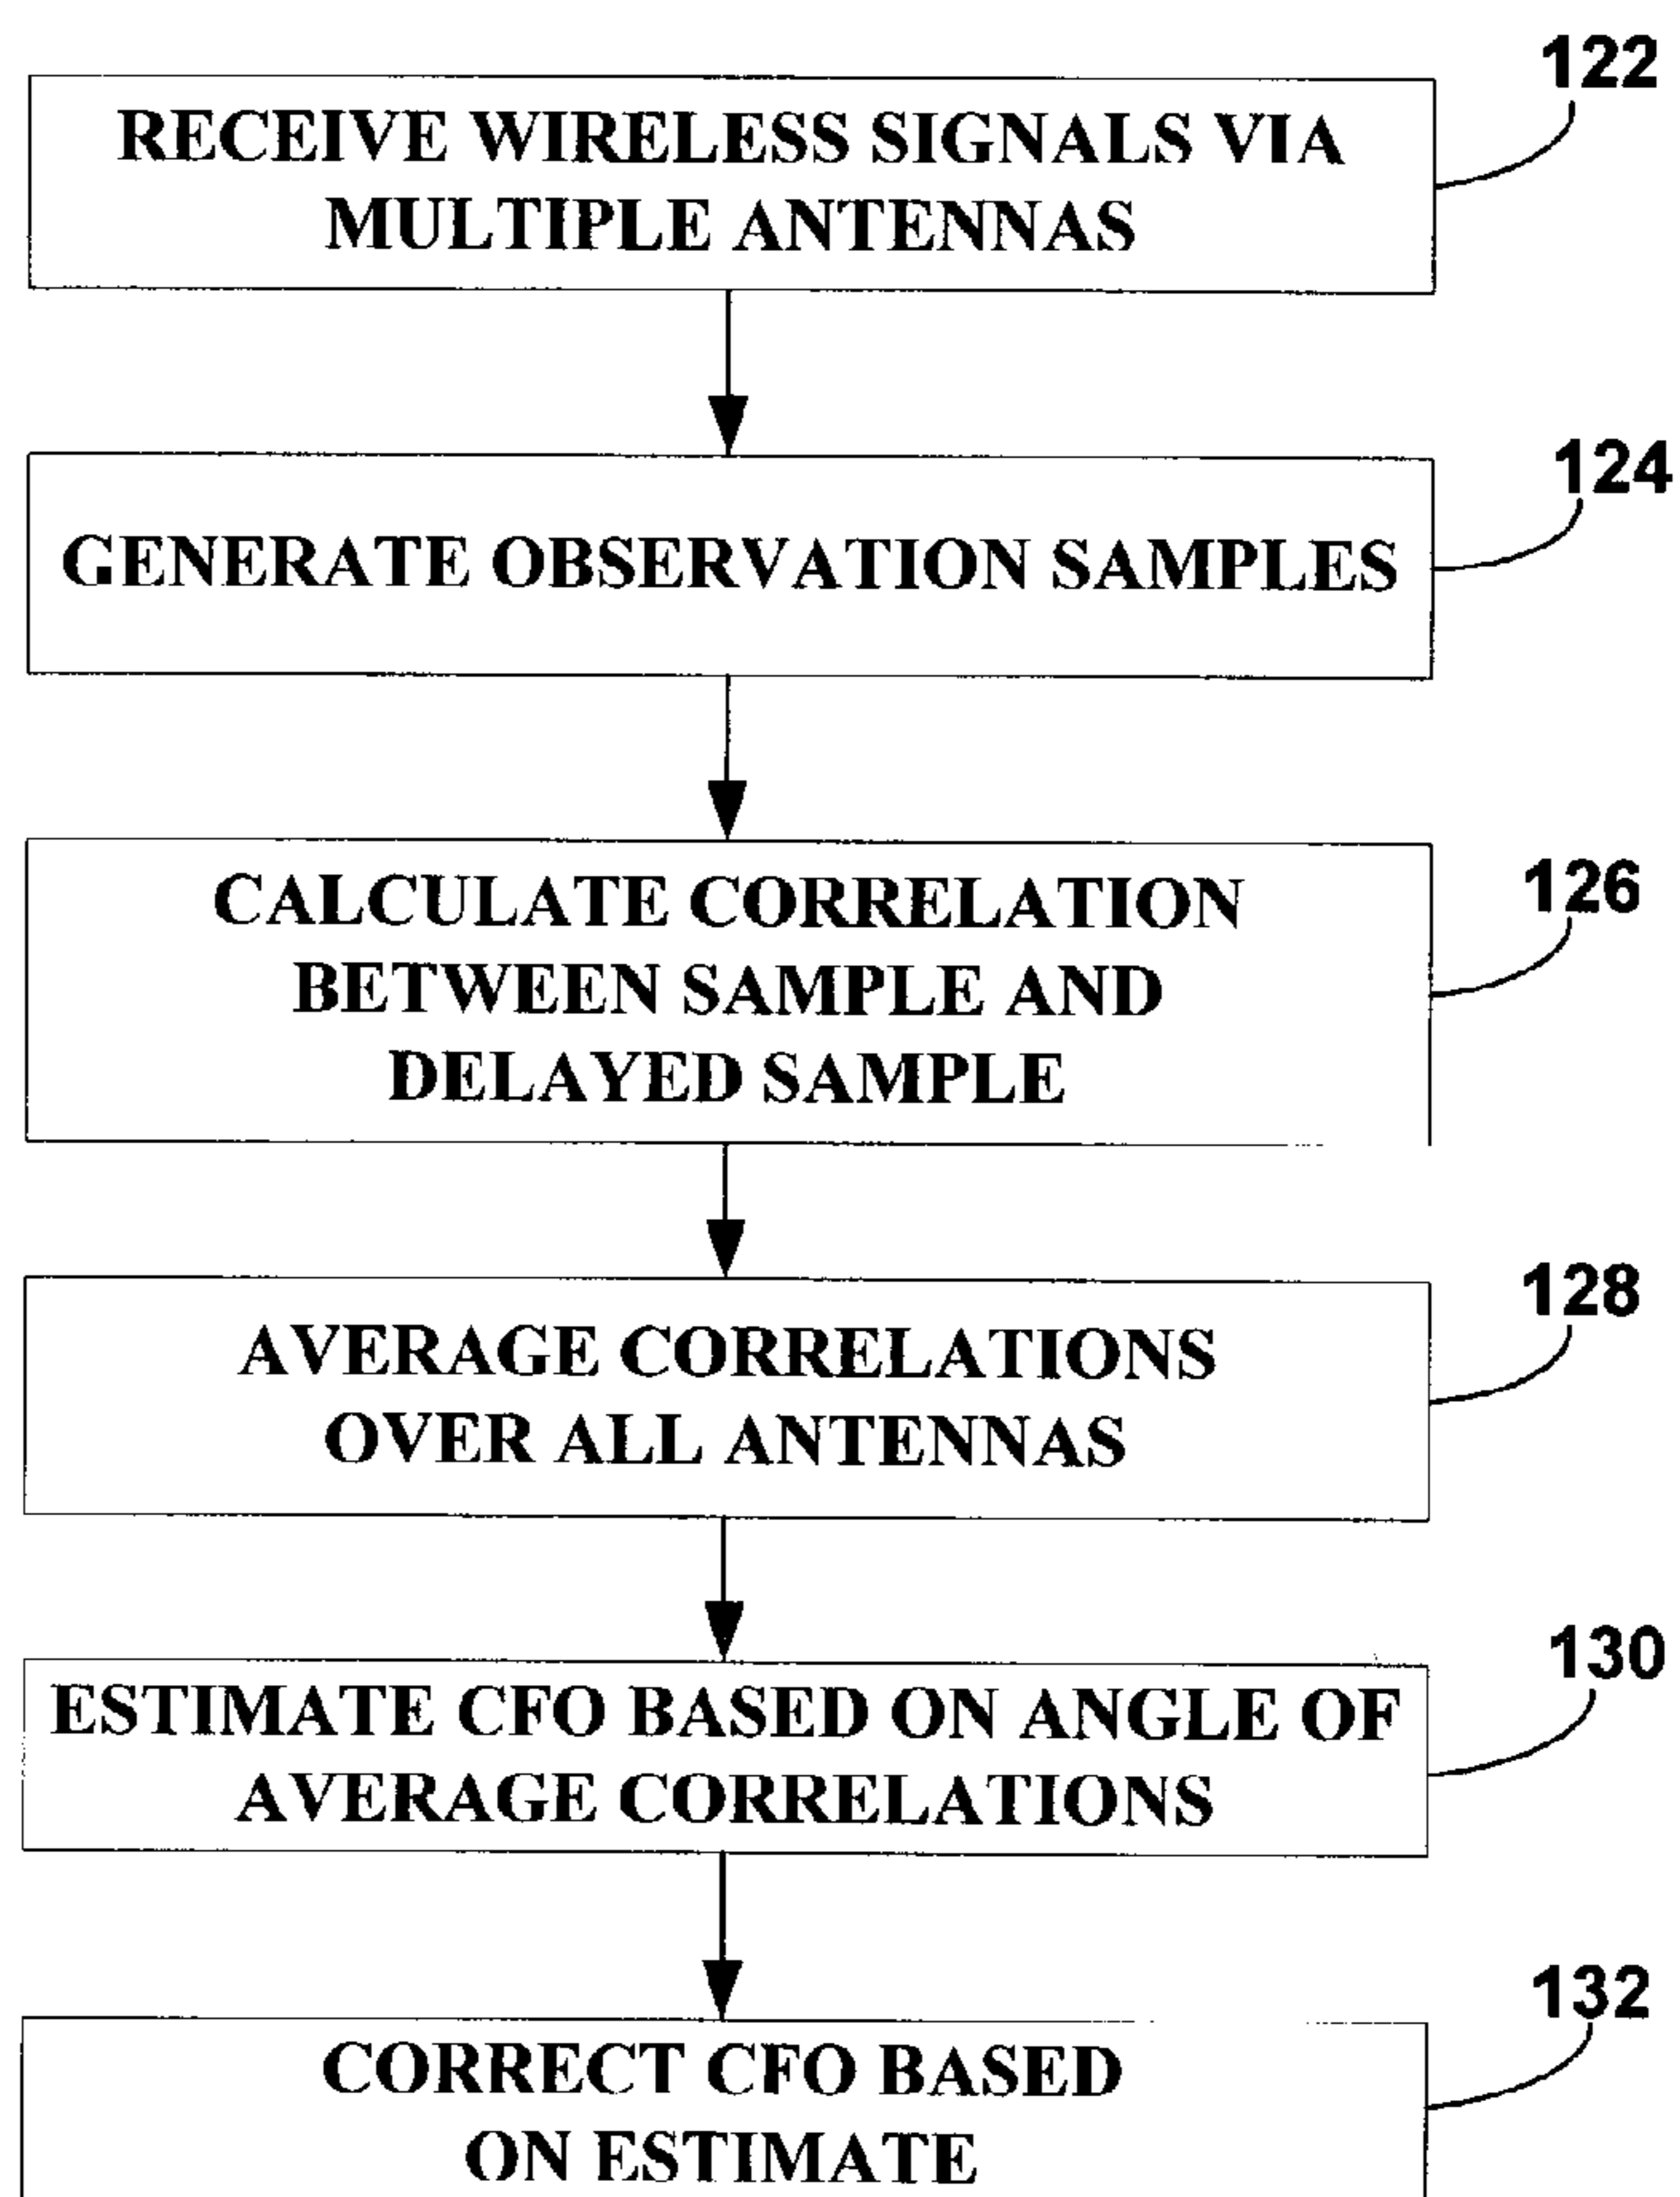 122
RECEIVE WIRELESS SIGNALS VIA
MULTIPLE ANTENNAS
124
GENERATE OBSERVATION SAMPLES
126
CALCULATE CORRELATION
BETWEEN SAMPLE AND
DELAYED SAMPLE
128
AVERAGE CORRELATIONS
OVER ALL ANTENNAS
130
ESTIMATE CFO BASED ON ANGLE OF
AVERAGE CORRELATIONS
132
CORRECT CFO BASED
ON ESTIMATE